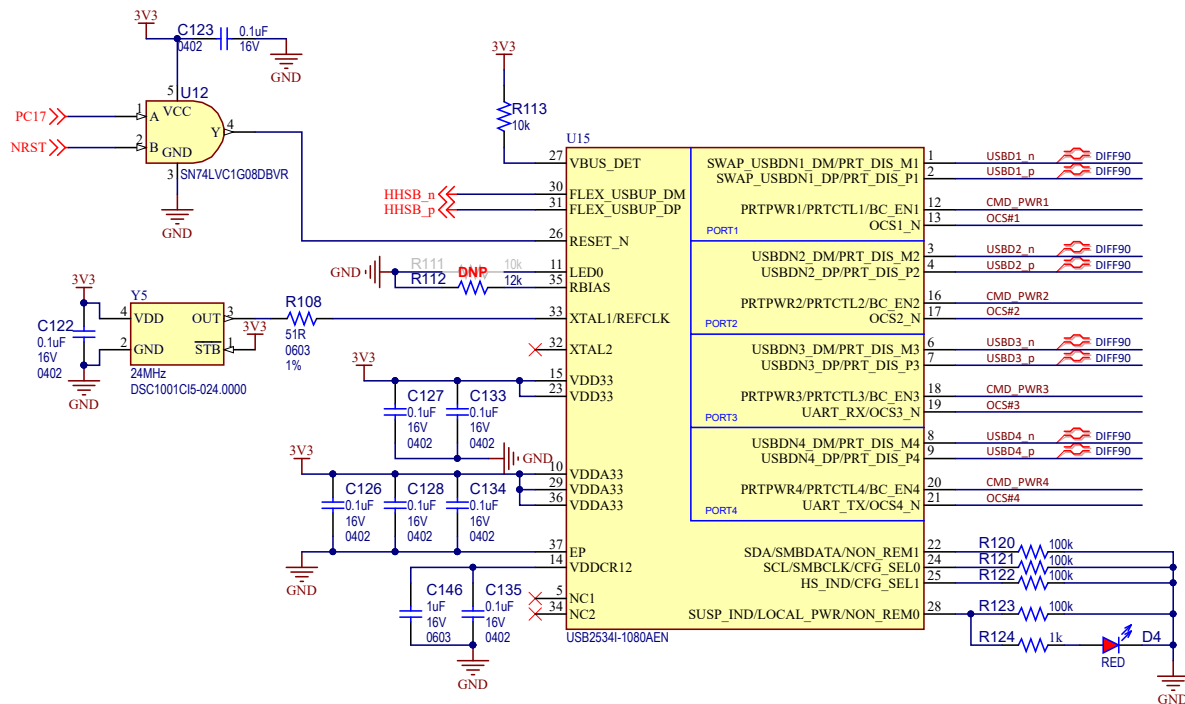 3V3
C123
0402
0.1uF
16V
GND
PC17
NRST
5
U12
1
A
VCC
Y
4
2
B
GND
3
SN74LVC1G08DBVR
GND
3V3
R113
10k
U15
27
VBUS_DET
HHSB_n
30
FLEX_USBUP_DM
HHSB_p
31
FLEX_USBUP_DP
26
RESET_N
GND
R111
DNP
10k
11
LED0
R112
12k
35
RBIAS
33
XTAL1/REFCLK
32
XTAL2
3V3
Y5
C122
0.1uF
16V
0402
GND
4
VDD
OUT
3
2
GND
STB
1
3V3
24MHz
DSC1001CI5-024.0000
R108
51R
0603
1%
3V3
15
VDD33
23
VDD33
C127
0.1uF
16V
0402
C133
0.1uF
16V
0402
GND
3V3
10
VDDA33
29
VDDA33
36
VDDA33
C126
0.1uF
16V
0402
C128
0.1uF
16V
0402
C134
0.1uF
16V
0402
GND
37
EP
14
VDDCR12
C146
1uF
16V
0603
C135
0.1uF
16V
0402
GND
5
NC1
34
NC2
USB2534I-1080AEN
SWAP_USBDN1_DM/PRT_DIS_M1
1
USBD1_n
DIFF90
SWAP_USBDN1_DP/PRT_DIS_P1
2
USBD1_p
DIFF90
PRTPWR1/PRTCTL1/BC_EN1
12
CMD_PWR1
OCS1_N
13
OCS#1
PORT1
USBDN2_DM/PRT_DIS_M2
3
USBD2_n
DIFF90
USBDN2_DP/PRT_DIS_P2
4
USBD2_p
DIFF90
PRTPWR2/PRTCTL2/BC_EN2
16
CMD_PWR2
OCS2_N
17
OCS#2
PORT2
USBDN3_DM/PRT_DIS_M3
6
USBD3_n
DIFF90
USBDN3_DP/PRT_DIS_P3
7
USBD3_p
DIFF90
PRTPWR3/PRTCTL3/BC_EN3
18
CMD_PWR3
UART_RX/OCS3_N
19
OCS#3
PORT3
USBDN4_DM/PRT_DIS_M4
8
USBD4_n
DIFF90
USBDN4_DP/PRT_DIS_P4
9
USBD4_p
DIFF90
PRTPWR4/PRTCTL4/BC_EN4
20
CMD_PWR4
UART_TX/OCS4_N
21
OCS#4
PORT4
SDA/SMBDATA/NON_REM1
22
R120
100k
SCL/SMBCLK/CFG_SEL0
24
R121
100k
HS_IND/CFG_SEL1
25
R122
100k
SUSP_IND/LOCAL_PWR/NON_REM0
28
R123
100k
R124
1k
D4
RED
GND